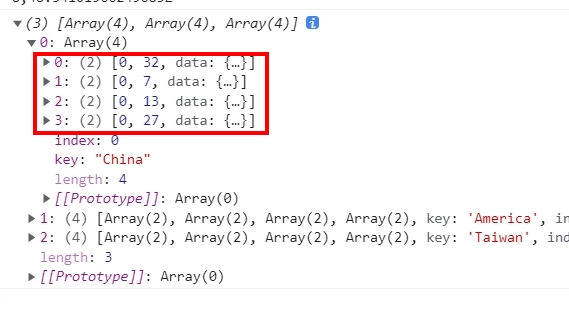 (3) [Array(4), Array(4), Array(4)] i
0: Array(4)
0: (2) [0, 32, data: {…}]
1: (2) [0, 7, data: {…}]
2: (2) [0, 13, data: {…}]
3: (2) [0, 27, data: {…}]
index: 0
key: "China"
length: 4
[[Prototype]]: Array(0)
1: (4) [Array(2), Array(2), Array(2), Array(2), key: 'America', in
2: (4) [Array(2), Array(2), Array(2), Array(2), key: 'Taiwan', ind
length: 3
[[Prototype]]: Array(0)